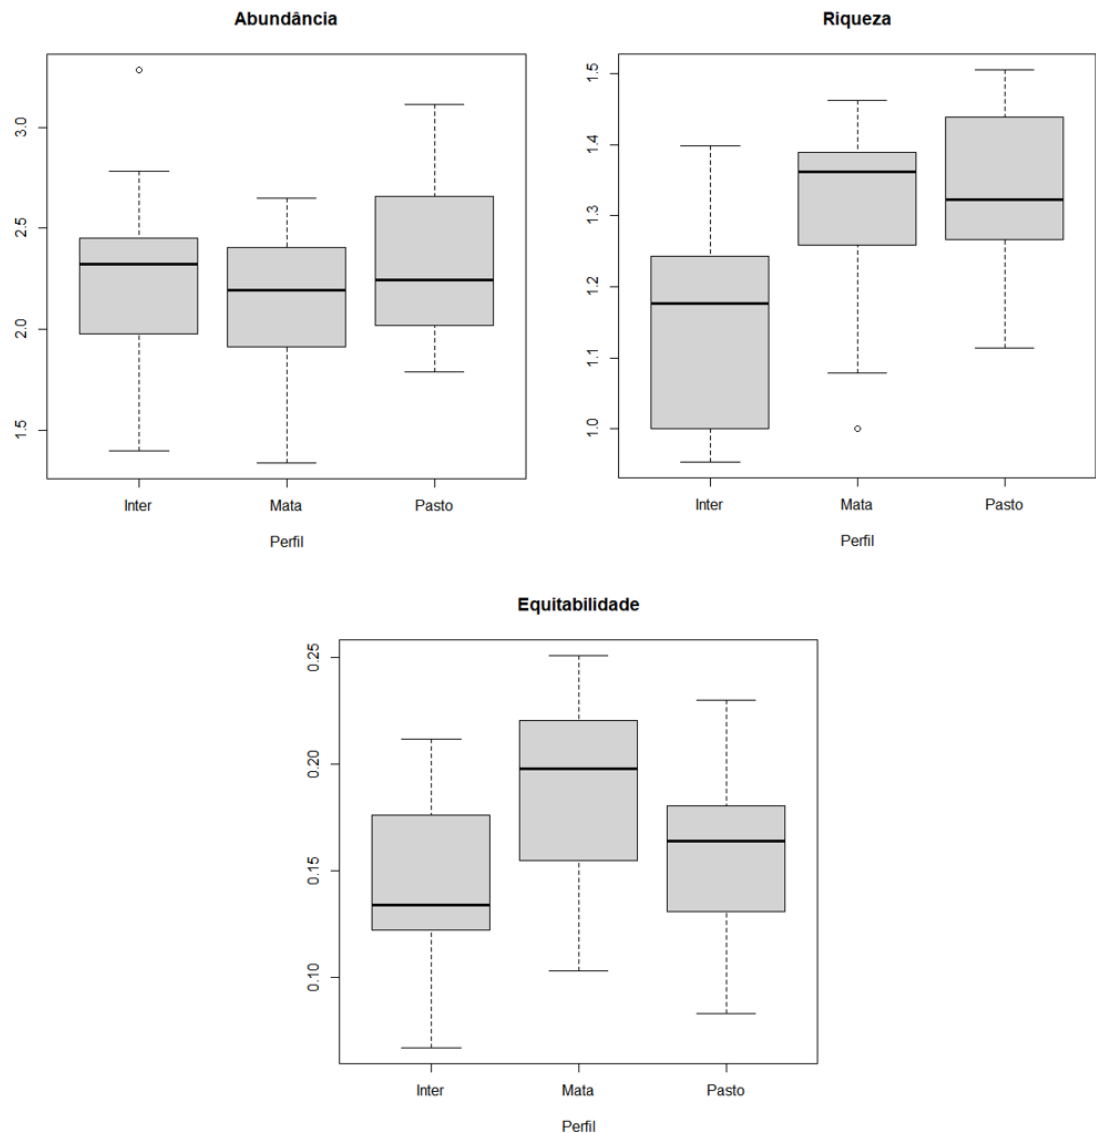 Abundância
3.0
2.5
2.0
1.5
Inter Mata Pasto
Perfil
Riqueza
1.5
1.4
1.3
1.2
1.1
1.0
Inter Mata Pasto
Perfil
Equitabilidade
0.25
0.20
0.15
0.10
Inter Mata Pasto
Perfil